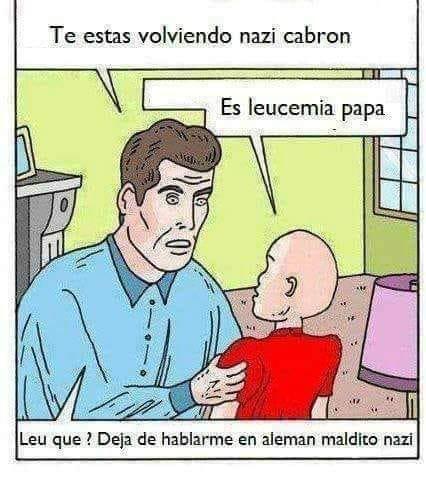 Te estas volviendo nazi cabron
Es leucemia papa
Leu que ? Deja de hablarme en aleman maldito nazi